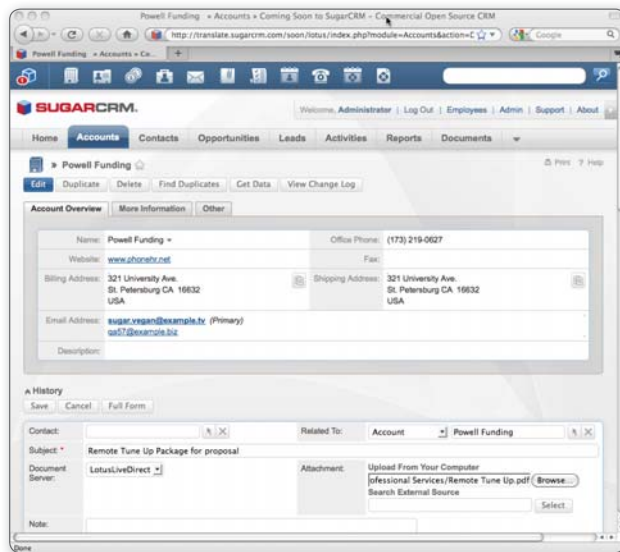 Powell Funding » Accounts » Coming Soon to SugarCRM – Commercial Open Source CRM
http://translate.sugarcrm.com/soon/lotus/index.php?module=Accounts&action=D
Google
Powell Funding » Accounts » Co...
SUGARCRM.
Welcome, Administrator | Log Out | Employees | Admin | Support | About
Home Accounts Contacts Opportunities Leads Activities Reports Documents
» Powell Funding
Print ? Help
Edit Duplicate Delete Find Duplicates Get Data View Change Log
Account Overview More Information Other
Name: Powell Funding Office Phone: (173) 219-0627
Website: www.phonehr.net Fax:
Billing Address: 321 University Ave. Shipping Address: 321 University Ave.
St. Petersburg CA 16632 St. Petersburg CA 16632
USA USA
Email Address: sugar.vegan@example.tv (Primary)
qa57@example.biz
Description:
History
Save Cancel Full Form
Contact: Related To: Account Powell Funding
Subject: * Remote Tune Up Package for proposal
Document Server: LotusLiveDirect Attachment: Upload From Your Computer
ofessional Services/Remote Tune Up.pdf Browse...
Search External Source
Select
Note:
Done